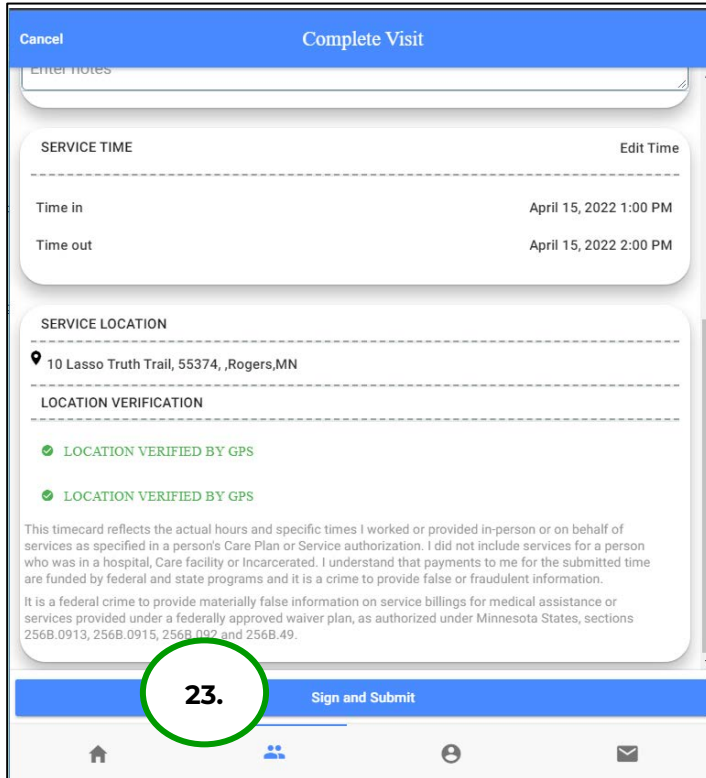 Cancel Complete Visit
Enter notes
SERVICE TIME Edit Time
Time in April 15, 2022 1:00 PM
Time out April 15, 2022 2:00 PM
SERVICE LOCATION
10 Lasso Truth Trail, 55374, ,Rogers,MN
LOCATION VERIFICATION
LOCATION VERIFIED BY GPS
LOCATION VERIFIED BY GPS
This timecard reflects the actual hours and specific times I worked or provided in-person or on behalf of
services as specified in a person's Care Plan or Service authorization. I did not include services for a person
who was in a hospital, Care facility or Incarcerated. I understand that payments to me for the submitted time
are funded by federal and state programs and it is a crime to provide false or fraudulent information.
It is a federal crime to provide materially false information on service billings for medical assistance or
services provided under a federally approved waiver plan, as authorized under Minnesota States, sections
256B.0913, 256B.0915, 256B.092 and 256B.49.
23. Sign and Submit